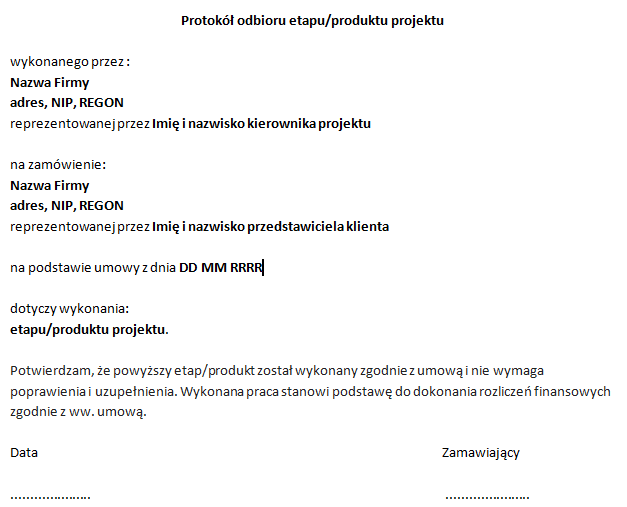 Protokół odbioru etapu/produktu projektu
wykonanego przez :
Nazwa Firmy
adres, NIP, REGON
reprezentowanej przez Imię i nazwisko kierownika projektu
na zamówienie:
Nazwa Firmy
adres, NIP, REGON
reprezentowanej przez Imię i nazwisko przedstawiciela klienta
na podstawie umowy z dnia DD MM RRRR
dotyczy wykonania:
etapu/produktu projektu.
Potwierdzam, że powyższy etap/produkt został wykonany zgodnie z umową i nie wymaga
poprawienia i uzupełnienia. Wykonana praca stanowi podstawę do dokonania rozliczeń finansowych
zgodnie z ww. umową.
Data Zamawiający
..................... .....................